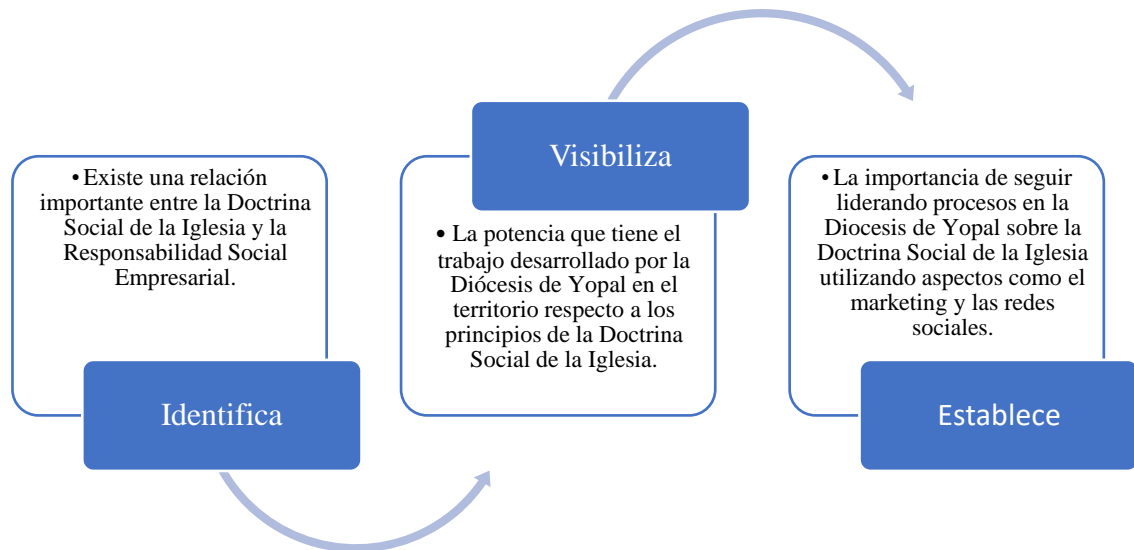 • Existe una relación
importante entre la Doctrina
Social de la Iglesia y la
Responsabilidad Social
Empresarial.
Identifica
Visibiliza
• La potencia que tiene el
trabajo desarrollado por la
Diócesis de Yopal en el
territorio respecto a los
principios de la Doctrina
Social de la Iglesia.
• La importancia de seguir
liderando procesos en la
Diocesis de Yopal sobre la
Doctrina Social de la Iglesia
utilizando aspectos como el
marketing y las redes
sociales.
Establece